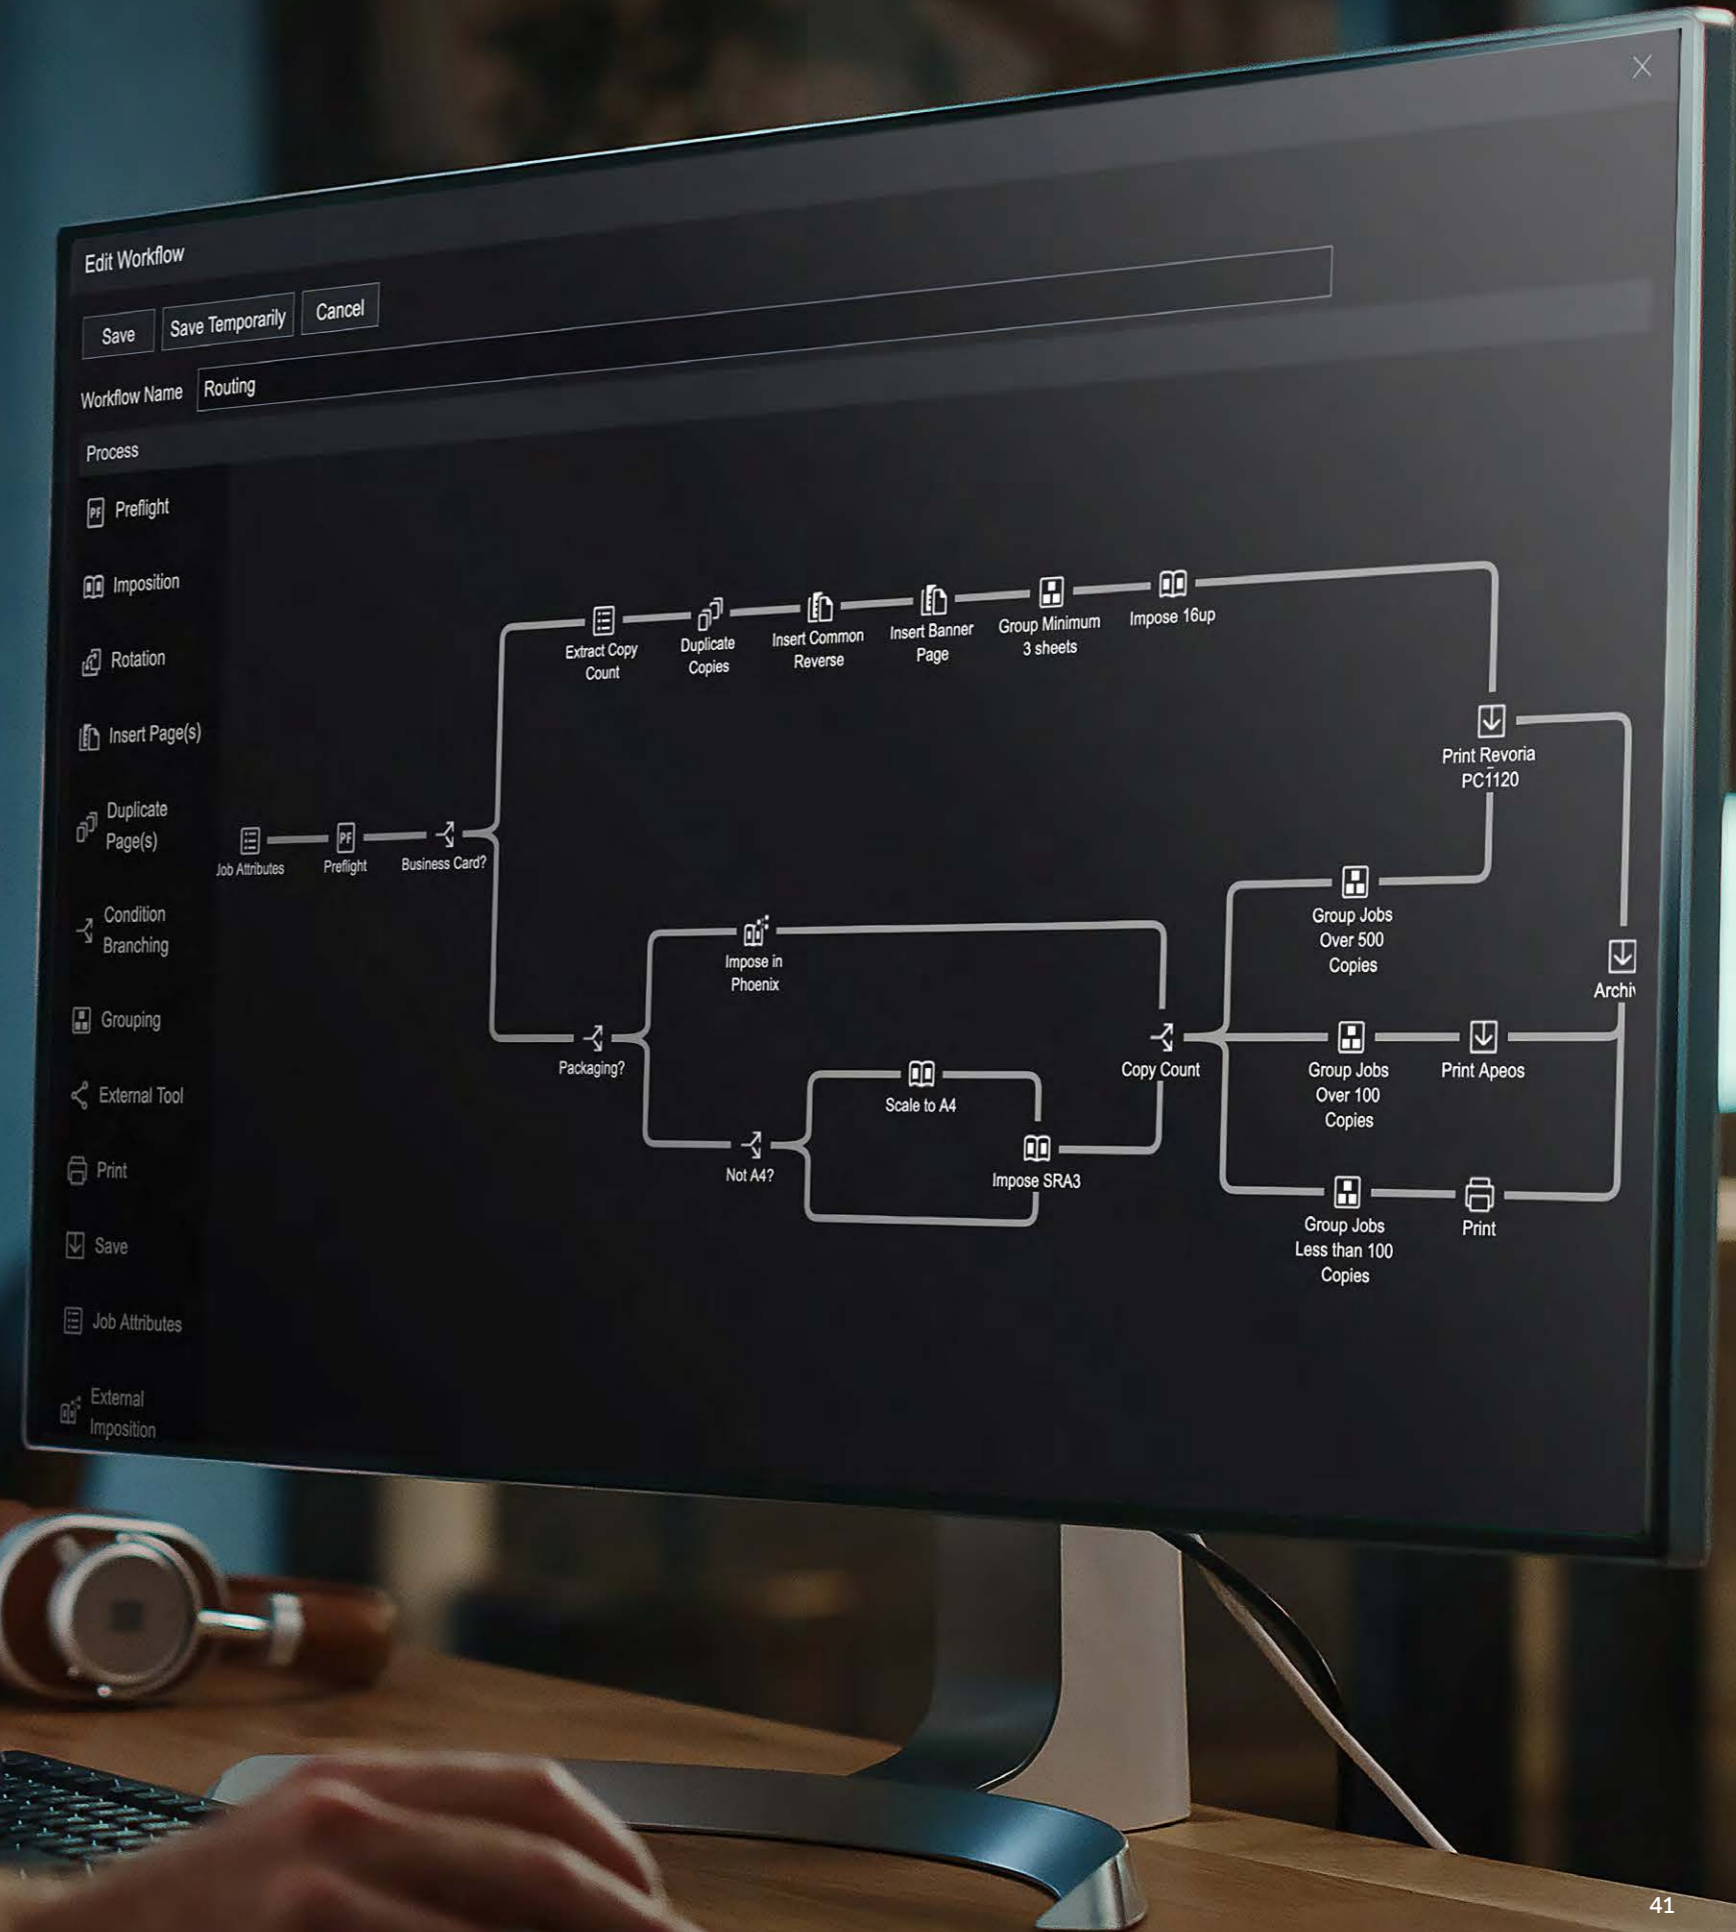 Edit Workflow
Save
Save Temporarily
Cancel
Workflow Name
Routing
Process
PF
Preflight
Imposition
Rotation
Insert Page(s)
Duplicate
Page(s)
Condition
Branching
Grouping
External Tool
Print
Save
Job Attributes
External
Imposition
Job Attributes
PF
Preflight
Business Card?
Extract Copy
Count
Duplicate
Copies
Insert Common
Reverse
Insert Banner
Page
Group Minimum
3 sheets
Impose 16up
Print Revoria
PC1120
Packaging?
Impose in
Phoenix
Not A4?
Scale to A4
Impose SRA3
Copy Count
Group Jobs
Over 500
Copies
Group Jobs
Over 100
Copies
Print Apeos
Group Jobs
Less than 100
Copies
Print
Archiv
41